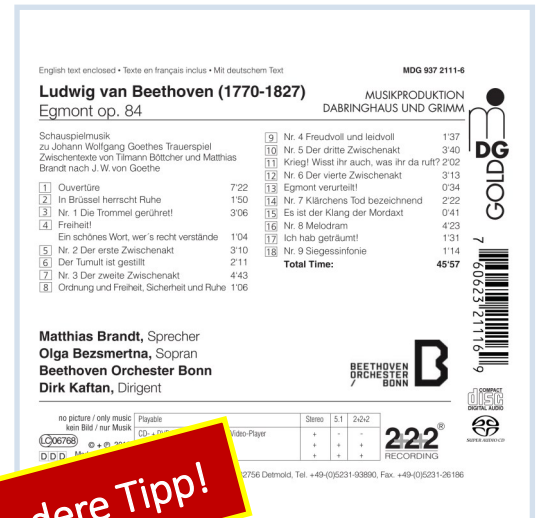 English text enclosed • Texte en français inclus • Mit deutschem Text
MDG 937 2111-6
Ludwig van Beethoven (1770-1827)
Egmont op. 84
MUSIKPRODUKTION
DABRINGHAUS UND GRIMM
Schauspielmusik
zu Johann Wolfgang Goethes Trauerspiel
Zwischentexte von Tilmann Böttcher und Matthias
Brandt nach J. W. von Goethe
1 Ouvertüre 7'22
2 In Brüssel herrscht Ruhe 1'50
3 Nr. 1 Die Trommel gerühret! 3'06
4 Freiheit!
Ein schönes Wort, wer´s recht verstände 1'04
5 Nr. 2 Der erste Zwischenakt 3'10
6 Der Tumult ist gestillt 2'11
7 Nr. 3 Der zweite Zwischenakt 4'43
8 Ordnung und Freiheit, Sicherheit und Ruhe 1'06
9 Nr. 4 Freudvoll und leidvoll 1'37
10 Nr. 5 Der dritte Zwischenakt 3'40
11 Krieg! Wisst ihr auch, was ihr da ruft? 2'02
12 Nr. 6 Der vierte Zwischenakt 3'13
13 Egmont verurteilt! 0'34
14 Nr. 7 Klärchens Tod bezeichnend 2'22
15 Es ist der Klang der Mordaxt 0'41
16 Nr. 8 Melodram 4'23
17 Ich hab geträumt! 1'31
18 Nr. 9 Siegessinfonie 1'14
Total Time: 45'57
DG
GOLD
7 60623 21116 9
Matthias Brandt, Sprecher
Olga Bezsmertna, Sopran
Beethoven Orchester Bonn
Dirk Kaftan, Dirigent
BEETHOVEN
ORCHESTER
/ BONN
B
COMPACT
disc
DIGITAL AUDIO
SUPER AUDIO CD
no picture / only music
kein Bild / nur Musik
LC 06768
DDD
Playable Stereo 5.1 2+2+2
Video-Player + - -
+ + -
+ + +
2+2+2®
RECORDING
Detmold, Tel. +49-(0)5231-93890, Fax. +49-(0)5231-26186
dere Tipp!